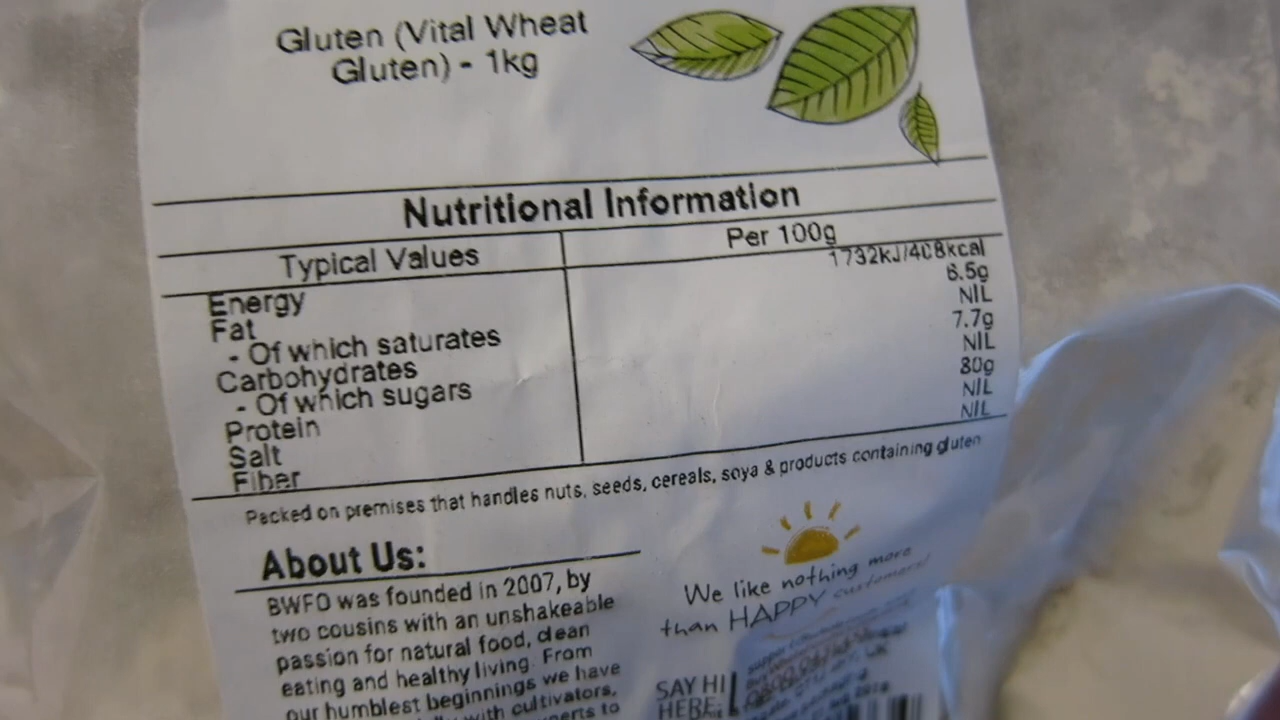 Gluten (Vital Wheat
Gluten) - 1kg
Nutritional Information
Typical Values
Per 100g
Energy 1732kJ/408kcal
Fat 6.5g
- Of which saturates NIL
Carbohydrates 7.7g
- Of which sugars NIL
Protein 80g
Salt NIL
Fiber NIL
Packed on premises that handles nuts, seeds, cereals, soya & products containing gluten
About Us:
BWFO was founded in 2007, by
two cousins with an unshakeable
passion for natural food, clean
eating and healthy living. From
our humblest beginnings we have
with cultivators,
to
We like nothing more
than HAPPY customers!
SAY HI
HERE: